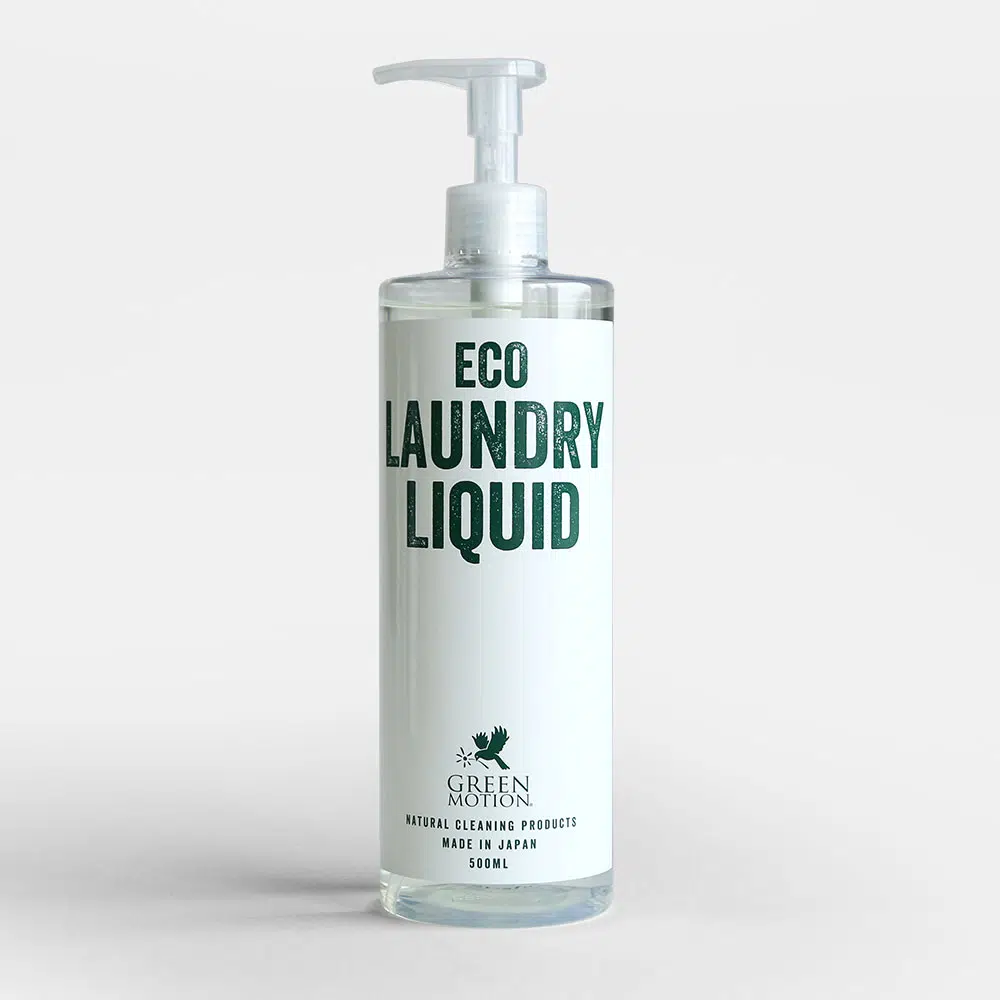 ECO
LAUNDRY
LIQUID
GREEN
MOTION®
NATURAL CLEANING PRODUCTS
MADE IN JAPAN
500ML